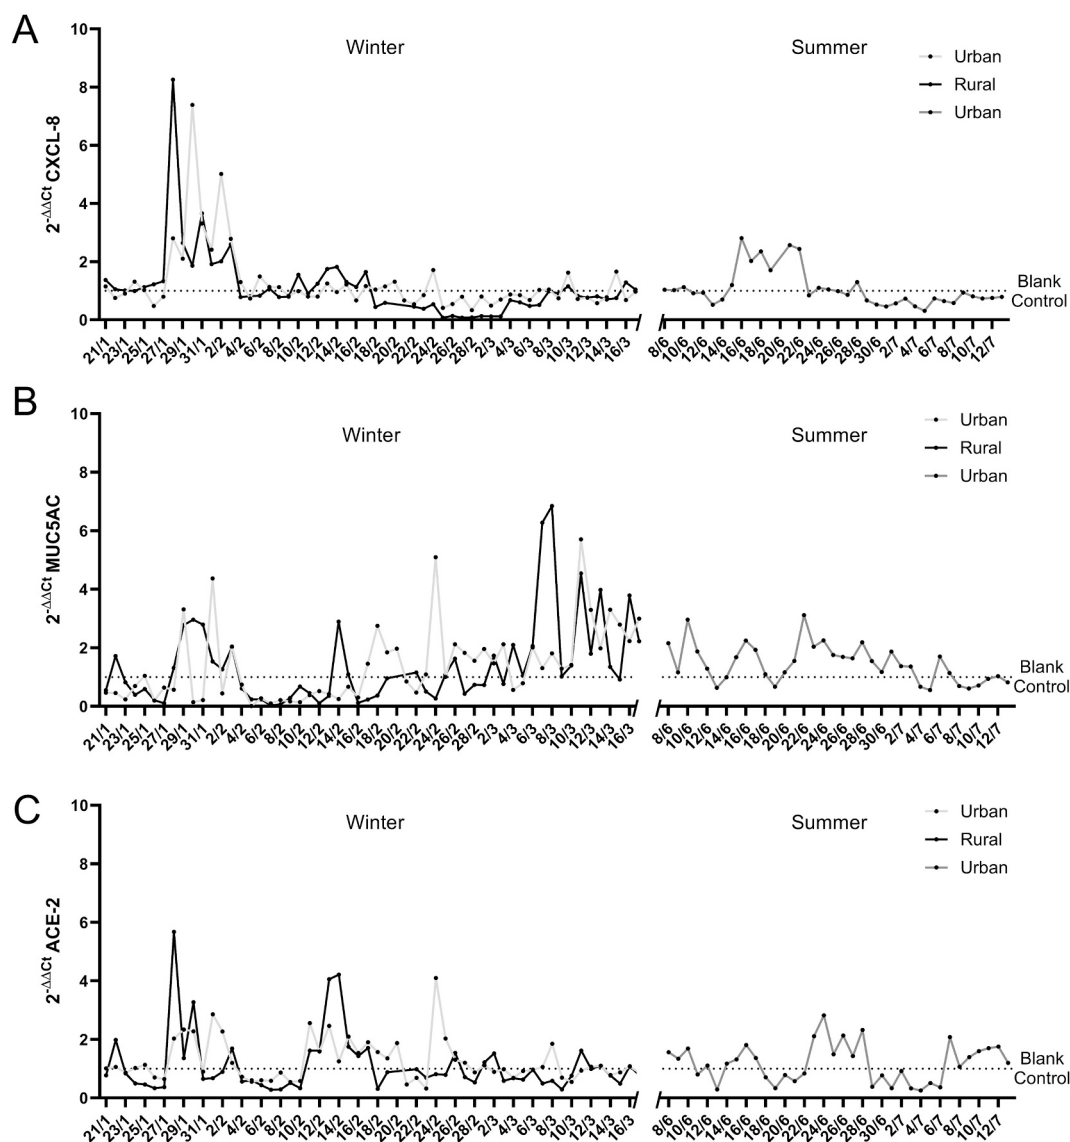 A
10
8
6
4
2
0
2-ΔΔCt CXCL-8
Winter
Summer
Urban
Rural
Urban
Blank
Control
21/1 23/1 25/1 27/1 29/1 31/1 2/2 4/2 6/2 8/2 10/2 12/2 14/2 16/2 18/2 20/2 22/2 24/2 26/2 28/2 2/3 4/3 6/3 8/3 10/3 12/3 14/3 16/3 8/6 10/6 12/6 14/6 16/6 18/6 20/6 22/6 24/6 26/6 28/6 30/6 2/7 4/7 6/7 8/7 10/7 12/7
B
10
8
6
4
2
0
2-ΔΔCt MUC5AC
Winter
Summer
Urban
Rural
Urban
Blank
Control
21/1 23/1 25/1 27/1 29/1 31/1 2/2 4/2 6/2 8/2 10/2 12/2 14/2 16/2 18/2 20/2 22/2 24/2 26/2 28/2 2/3 4/3 6/3 8/3 10/3 12/3 14/3 16/3 8/6 10/6 12/6 14/6 16/6 18/6 20/6 22/6 24/6 26/6 28/6 30/6 2/7 4/7 6/7 8/7 10/7 12/7
C
10
8
6
4
2
0
2-ΔΔCt ACE-2
Winter
Summer
Urban
Rural
Urban
Blank
Control
21/1 23/1 25/1 27/1 29/1 31/1 2/2 4/2 6/2 8/2 10/2 12/2 14/2 16/2 18/2 20/2 22/2 24/2 26/2 28/2 2/3 4/3 6/3 8/3 10/3 12/3 14/3 16/3 8/6 10/6 12/6 14/6 16/6 18/6 20/6 22/6 24/6 26/6 28/6 30/6 2/7 4/7 6/7 8/7 10/7 12/7